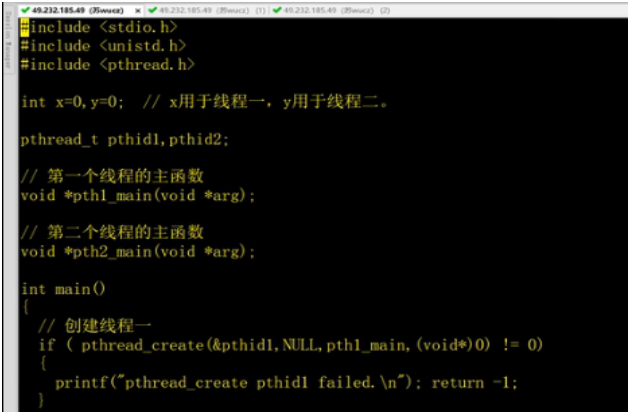 49.232.185.49 (苏wucz) × 49.232.185.49 (苏wucz) (1) 49.232.185.49 (苏wucz) (2)
Session Manager
#include <stdio.h>
#include <unistd.h>
#include <pthread.h>
int x=0,y=0;  // x用于线程一，y用于线程二。
pthread_t pthid1,pthid2;
// 第一个线程的主函数
void *pth1_main(void *arg);
// 第二个线程的主函数
void *pth2_main(void *arg);
int main()
{
  // 创建线程一
  if ( pthread_create(&pthid1,NULL,pth1_main,(void*)0) != 0)
  {
    printf("pthread_create pthid1 failed.\n"); return -1;
  }